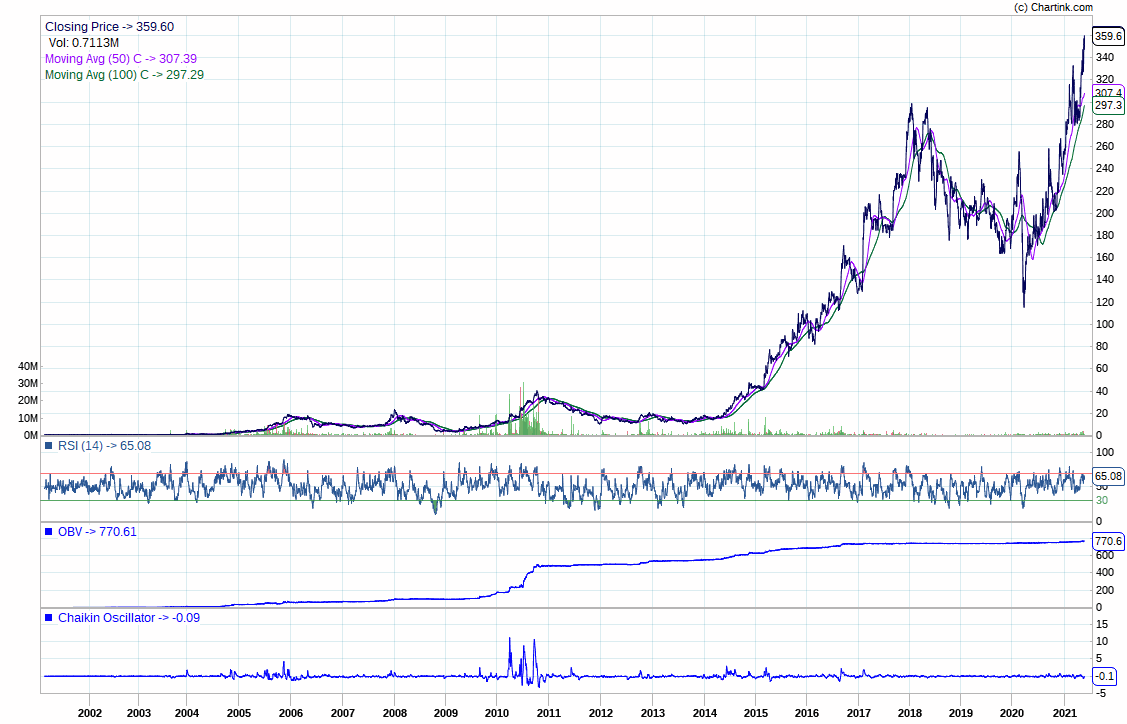 (c) Chartink.com
Closing Price -> 359.60
Vol: 0.7113M
Moving Avg (50) C -> 307.39
Moving Avg (100) C -> 297.29
359.6
340
320
307.4
297.3
280
260
240
220
200
180
160
140
120
100
80
60
40
20
0
40M
30M
20M
10M
0M
RSI (14) -> 65.08
100
65.08
50
30
0
OBV -> 770.61
770.6
600
400
200
0
Chaikin Oscillator -> -0.09
15
10
5
-0.1
-5
2002 2003 2004 2005 2006 2007 2008 2009 2010 2011 2012 2013 2014 2015 2016 2017 2018 2019 2020 2021